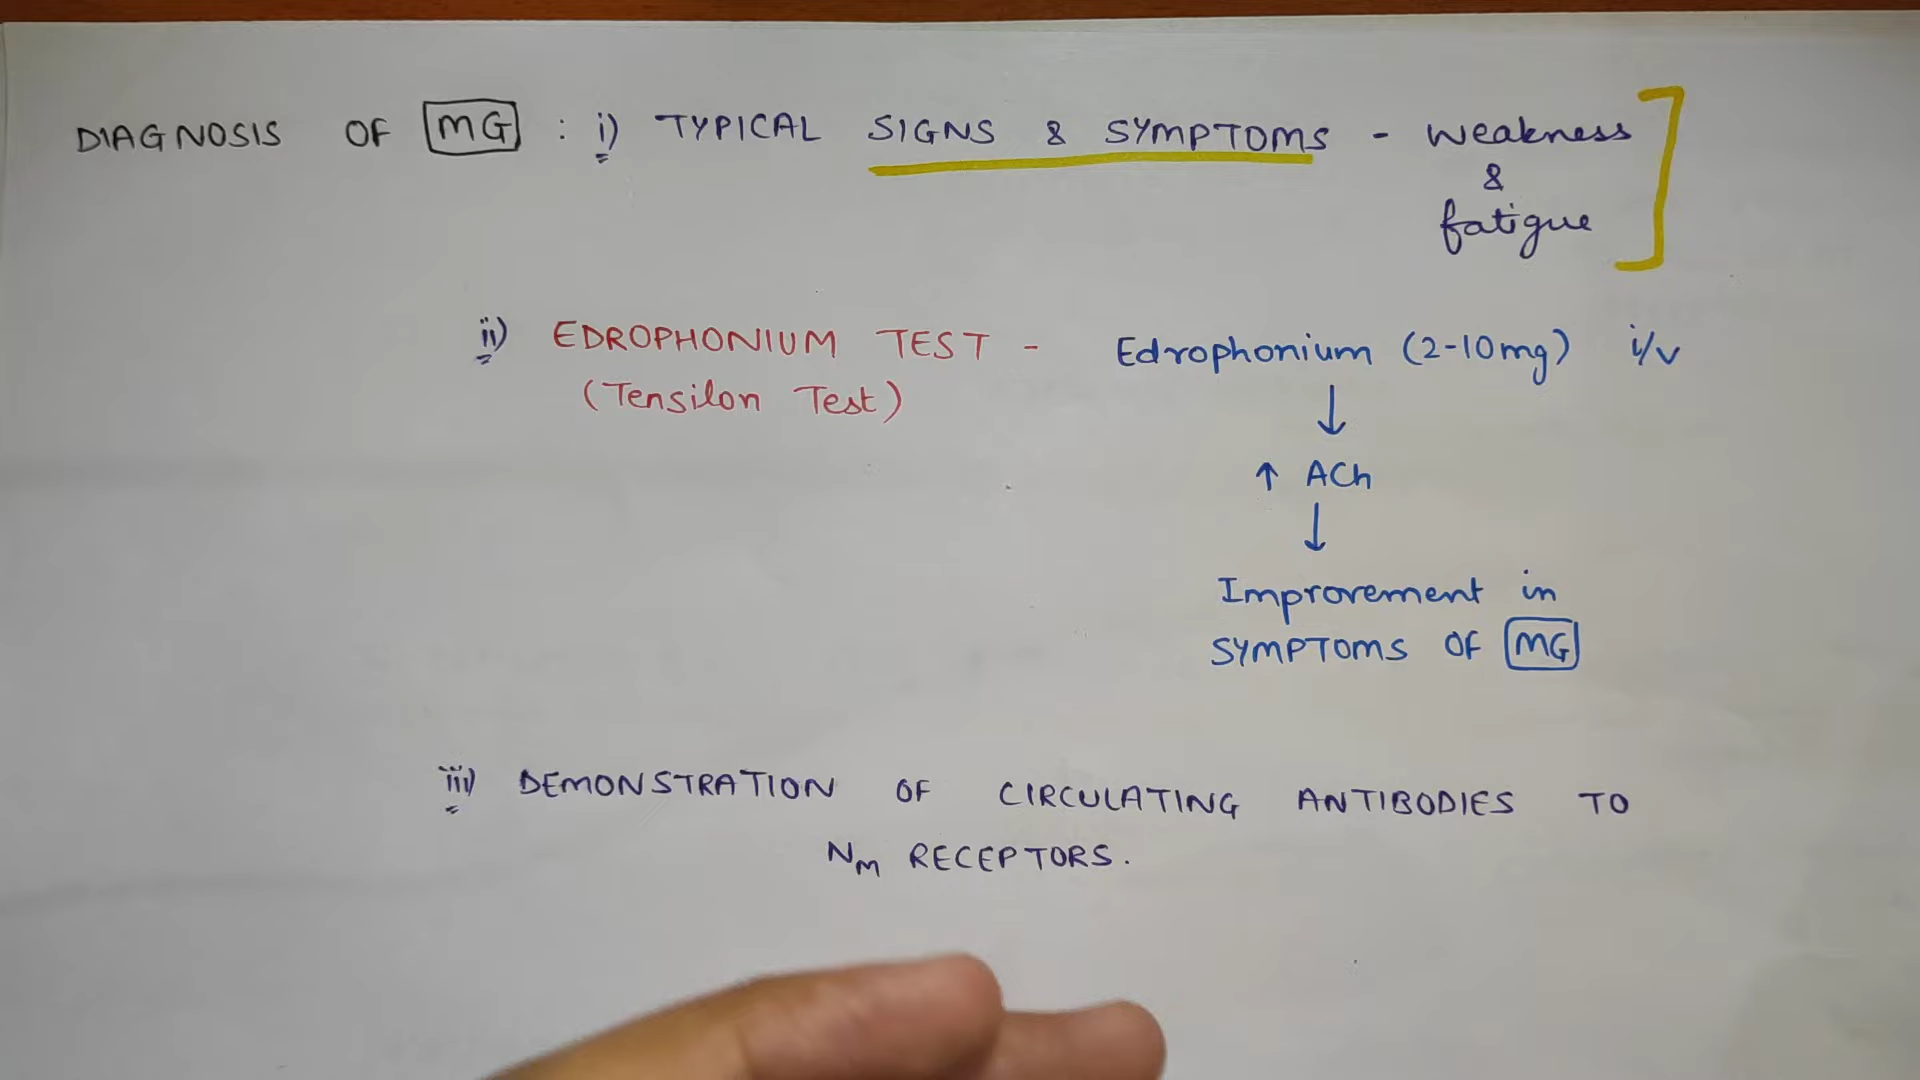 DIAGNOSIS OF MG : i) TYPICAL SIGNS & SYMPTOMS - weakness
&
fatigue
ii) EDROPHONIUM TEST - Edrophonium (2-10mg) i/v
(Tensilon Test)
↓
↑ ACh
↓
Improvement in
SYMPTOMS OF MG
iii) DEMONSTRATION OF CIRCULATING ANTIBODIES TO
NM RECEPTORS.